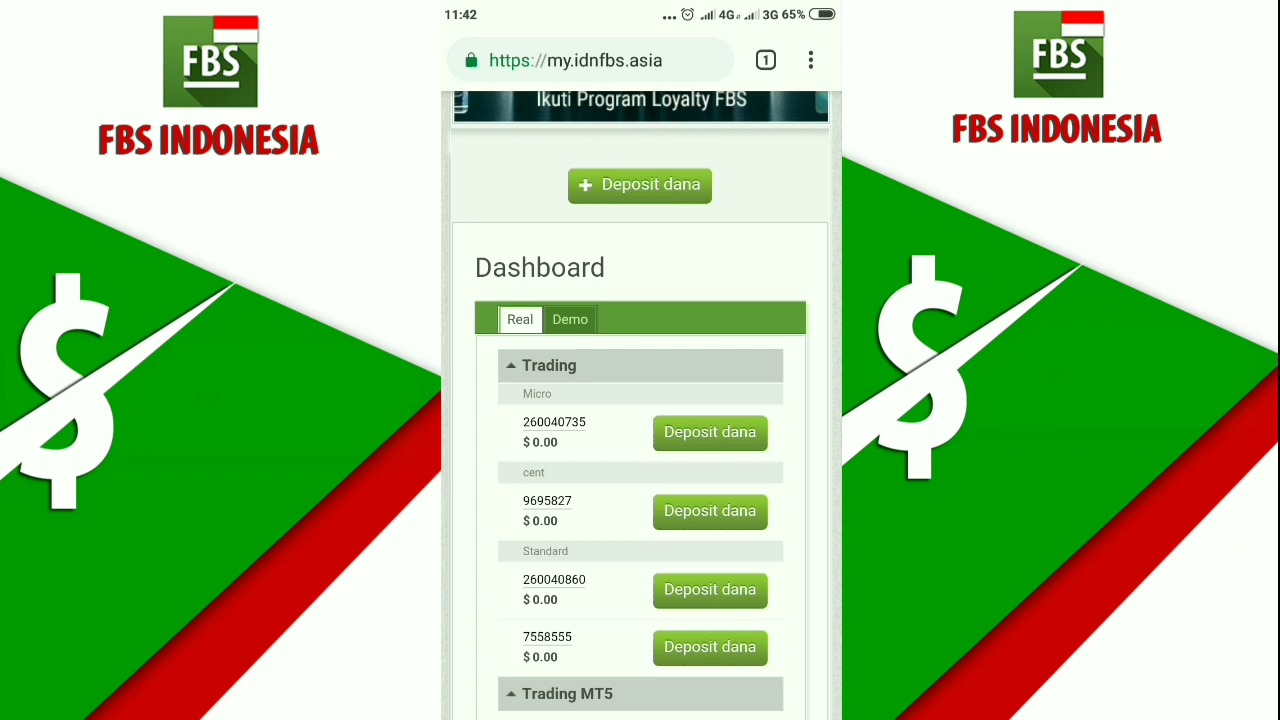 FBS
FBS INDONESIA
11:42
4G 3G 65%
https://my.idnfbs.asia
1
Ikuti Program Loyalty FBS
+ Deposit dana
Dashboard
Real Demo
Trading
Micro
260040735
$ 0.00
Deposit dana
cent
9695827
$ 0.00
Deposit dana
Standard
260040860
$ 0.00
Deposit dana
7558555
$ 0.00
Deposit dana
Trading MT5
FBS
FBS INDONESIA